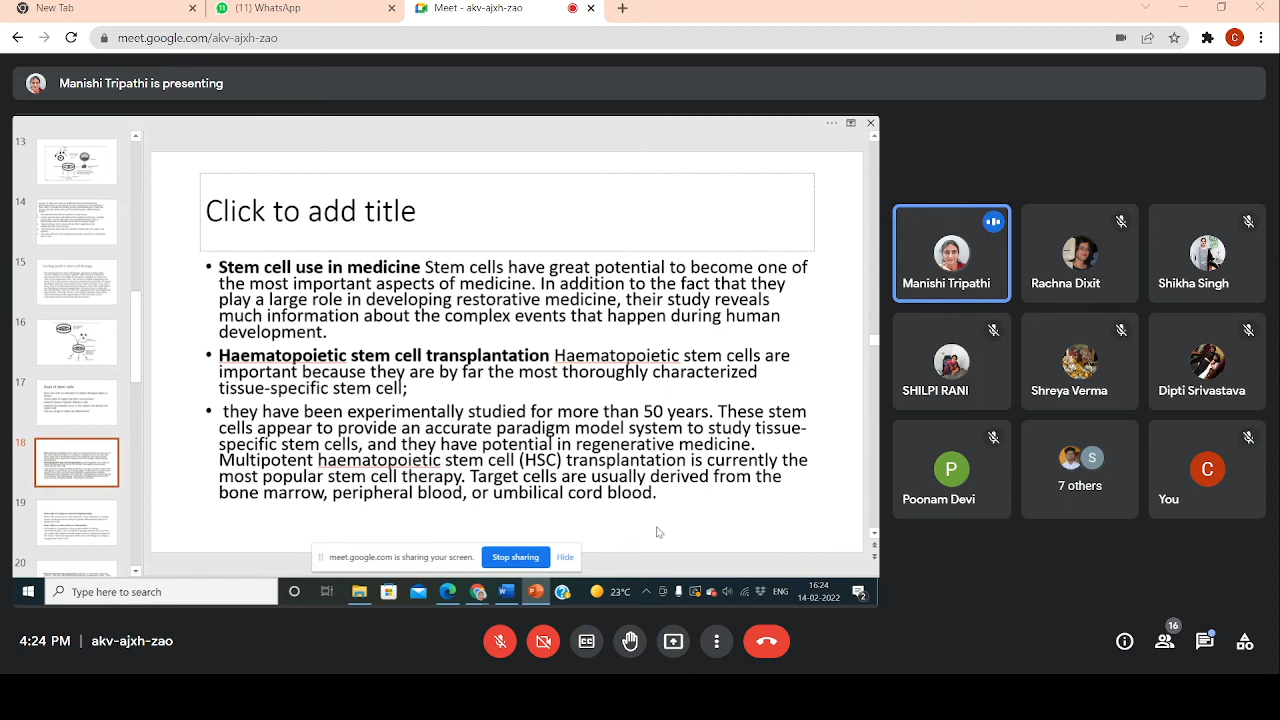 New Tab
(11) WhatsApp
Meet - akv-ajxh-zao
meet.google.com/akv-ajxh-zao
C
Manishi Tripathi is presenting
13
14
15
16
17
18
19
20
Click to add title
• Stem cell use in medicine Stem cells have great potential to become one of
the most important aspects of medicine. In addition to the fact that they
play a large role in developing restorative medicine, their study reveals
much information about the complex events that happen during human
development.
• Haematopoietic stem cell transplantation Haematopoietic stem cells are
important because they are by far the most thoroughly characterized
tissue-specific stem cell;
• they have been experimentally studied for more than 50 years. These stem
cells appear to provide an accurate paradigm model system to study tissue-
specific stem cells, and they have potential in regenerative medicine.
Multipotent haematopoietic stem cell (HSC) transplantation is currently the
most popular stem cell therapy. Target cells are usually derived from the
bone marrow, peripheral blood, or umbilical cord blood.
meet.google.com is sharing your screen.
Stop sharing
Hide
Type here to search
23°C
ENG
16:24
14-02-2022
2
Manishi Tripathi
Rachna Dixit
Shikha Singh
SHILPI RANI
Shreya Verma
Dipti Srivastava
P
Poonam Devi
S
7 others
C
You
4:24 PM | akv-ajxh-zao
16